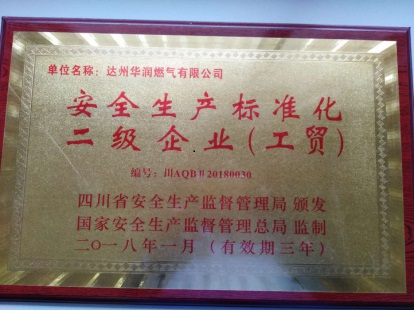 单位名称：达州华润燃气有限公司
安全生产标准化
二级企业（工贸）
编号：川AQBⅡ20180030
四川省安全生产监督管理局 颁发
国家安全生产监督管理总局 监制
二〇一八年一月（有效期三年）